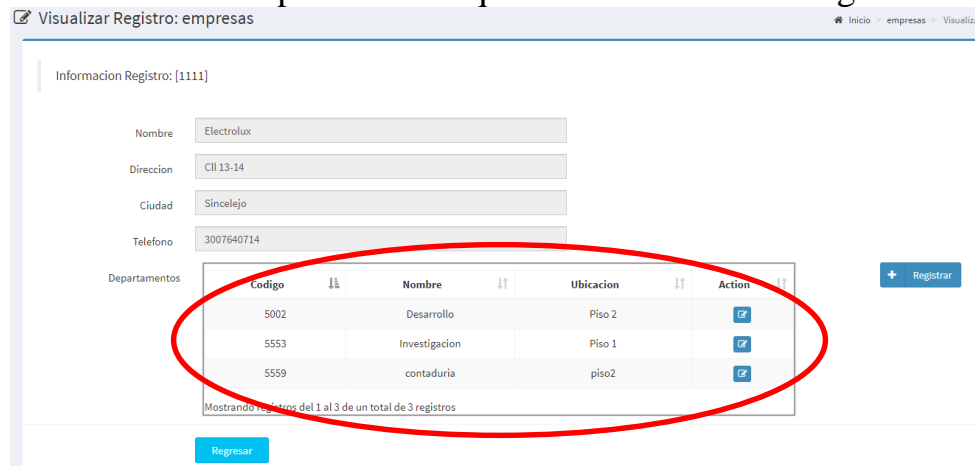 Visualizar Registro: empresas
Inicio > empresas > Visualiz
Informacion Registro: [1111]
Nombre Electrolux
Direccion Cll 13-14
Ciudad Sincelejo
Telefono 3007640714
Departamentos
Codigo Nombre Ubicacion Action
5002 Desarrollo Piso 2
5553 Investigacion Piso 1
5559 contaduria piso2
Mostrando registros del 1 al 3 de un total de 3 registros
+ Registrar
Regresar